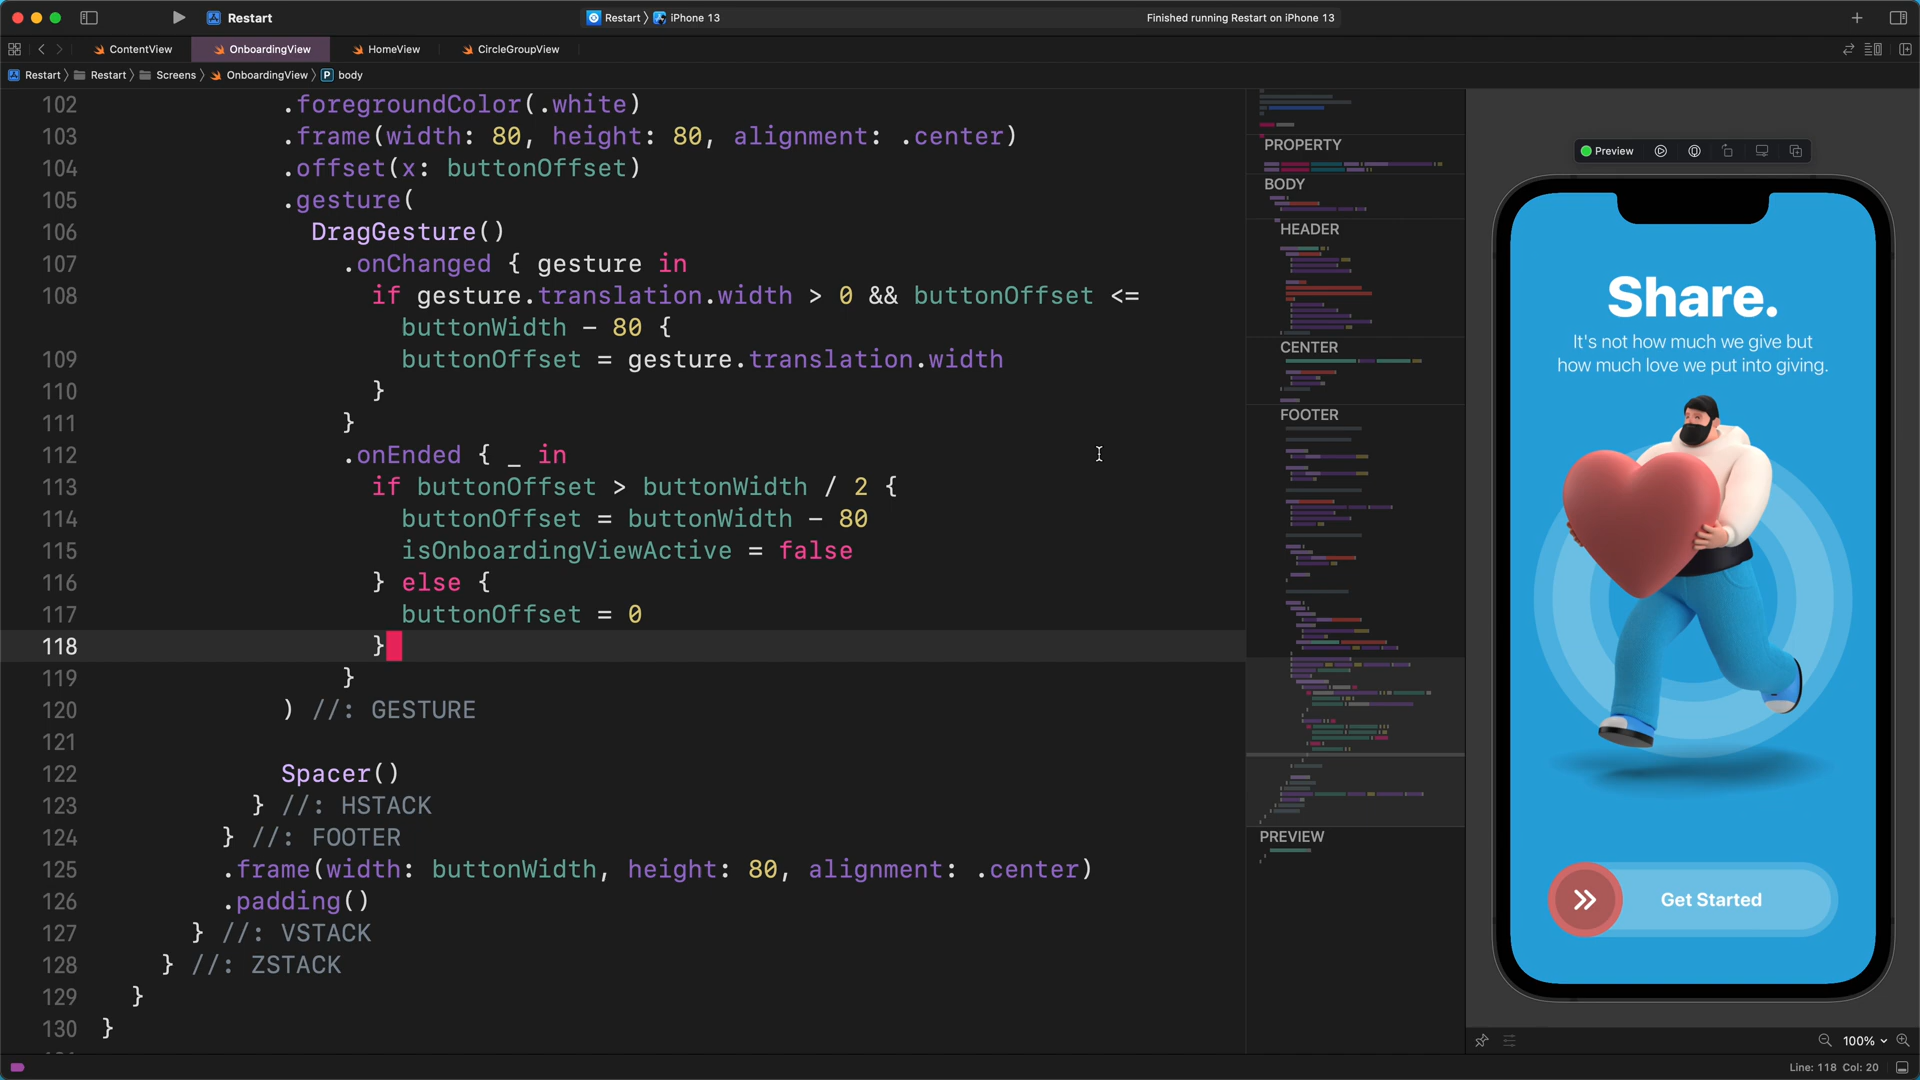 Restart
Restart 〉 iPhone 13
Finished running Restart on iPhone 13
ContentView
OnboardingView
HomeView
CircleGroupView
Restart 〉 Restart 〉 Screens 〉 OnboardingView 〉 P body
102 .foregroundColor(.white)
103 .frame(width: 80, height: 80, alignment: .center)
104 .offset(x: buttonOffset)
105 .gesture(
106 DragGesture()
107 .onChanged { gesture in
108 if gesture.translation.width > 0 && buttonOffset <=
buttonWidth - 80 {
109 buttonOffset = gesture.translation.width
110 }
111 }
112 .onEnded { _ in
113 if buttonOffset > buttonWidth / 2 {
114 buttonOffset = buttonWidth - 80
115 isOnboardingViewActive = false
116 } else {
117 buttonOffset = 0
118 }
119 }
120 ) //: GESTURE
121
122 Spacer()
123 } //: HSTACK
124 } //: FOOTER
125 .frame(width: buttonWidth, height: 80, alignment: .center)
126 .padding()
127 } //: VSTACK
128 } //: ZSTACK
129 }
130 }
PROPERTY
BODY
HEADER
CENTER
FOOTER
PREVIEW
Preview
Share.
It's not how much we give but
how much love we put into giving.
Get Started
100%
Line: 118 Col: 20